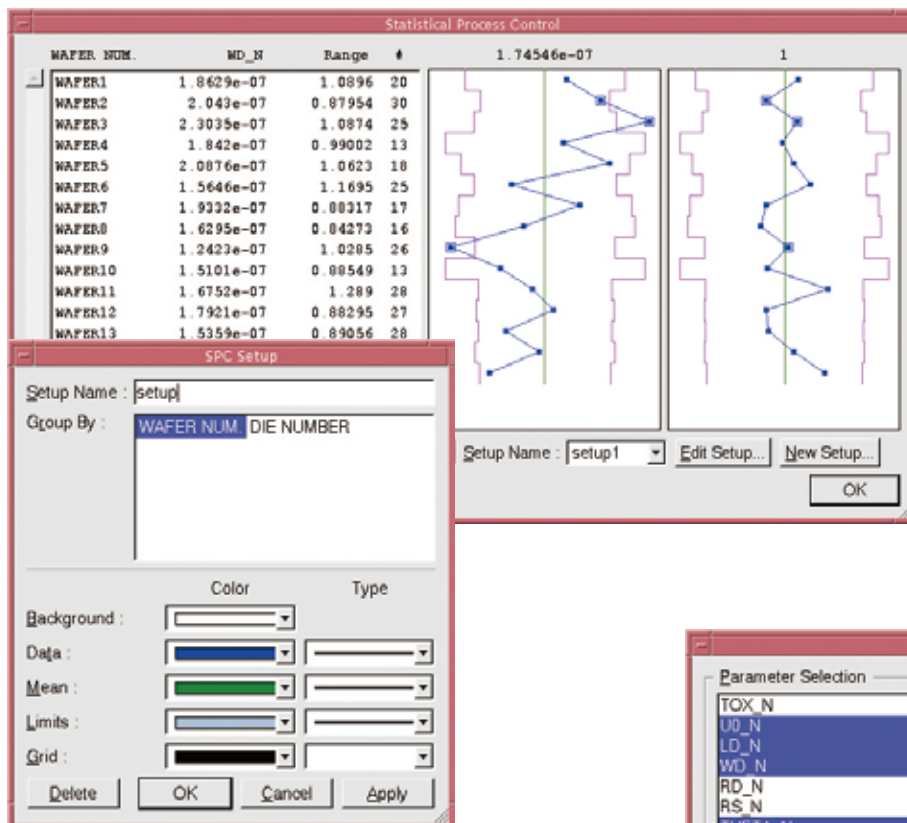 Statistical Process Control
WAFER NUM. WD_N Range # 1.74546e-07 1
WAFER1 1.8629e-07 1.0896 20
WAFER2 2.043e-07 0.87954 30
WAFER3 2.3035e-07 1.0874 25
WAFER4 1.842e-07 0.99002 13
WAFER5 2.0876e-07 1.0623 18
WAFER6 1.5646e-07 1.1695 25
WAFER7 1.9332e-07 0.88317 17
WAFER8 1.6295e-07 0.84273 16
WAFER9 1.2423e-07 1.0285 26
WAFER10 1.5101e-07 0.88549 13
WAFER11 1.6752e-07 1.289 28
WAFER12 1.7921e-07 0.88295 27
WAFER13 1.5359e-07 0.89056 28
Setup Name : setup1 Edit Setup... New Setup...
OK
SPC Setup
Setup Name : setup
Group By : WAFER NUM. DIE NUMBER
Color Type
Background :
Data :
Mean :
Limits :
Grid :
Delete OK Cancel Apply
Parameter Selection
TOX_N
U0_N
LD_N
WD_N
RD_N
RS_N